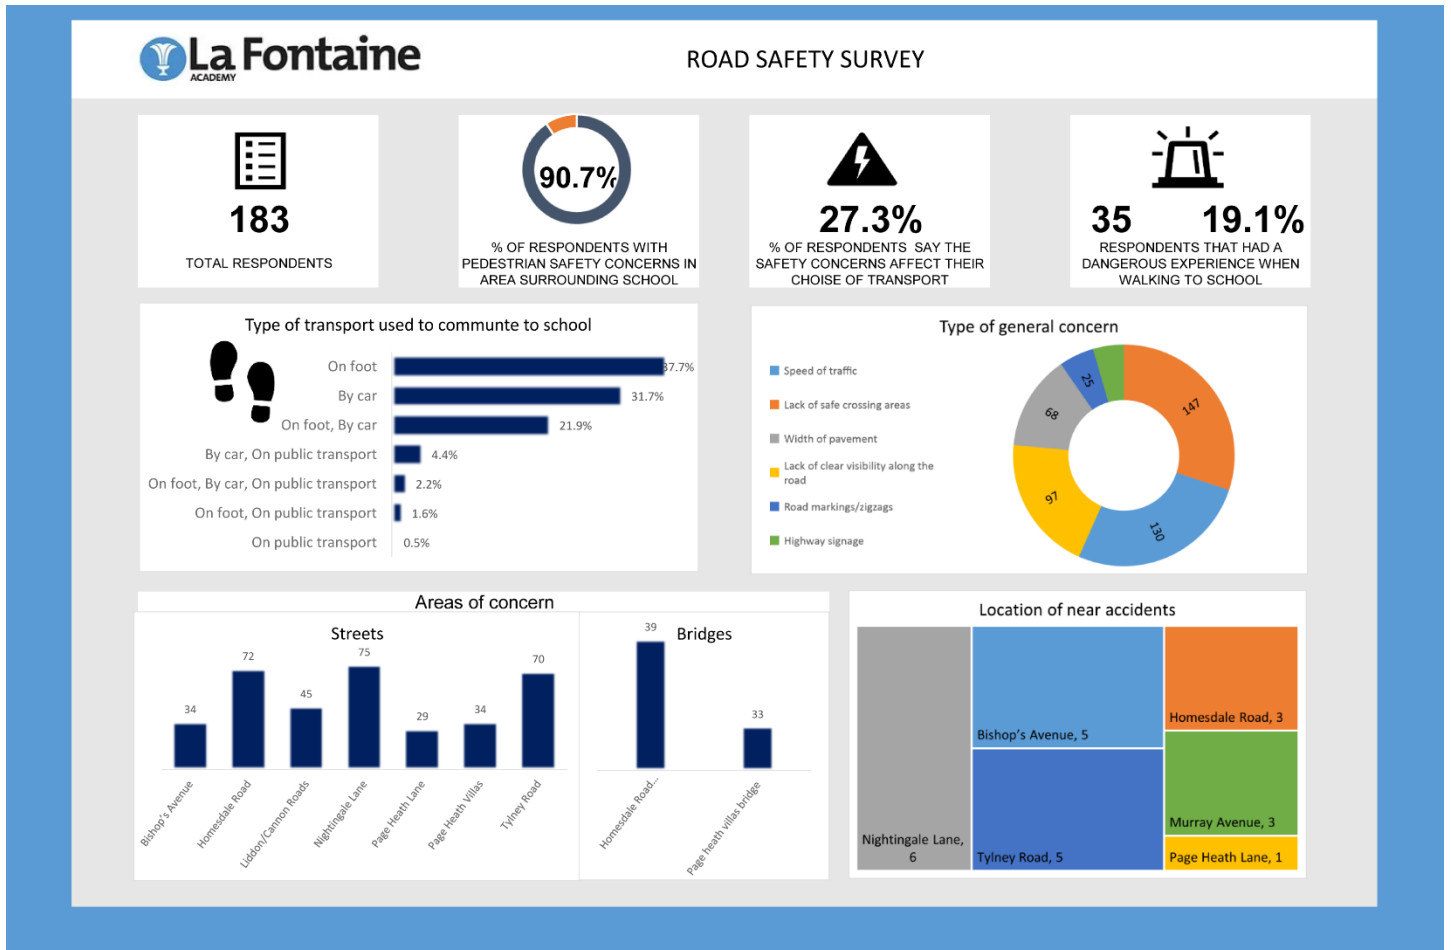 La Fontaine
ACADEMY
ROAD SAFETY SURVEY
183
TOTAL RESPONDENTS
90.7%
% OF RESPONDENTS WITH
PEDESTRIAN SAFETY CONCERNS IN
AREA SURROUNDING SCHOOL
27.3%
% OF RESPONDENTS SAY THE
SAFETY CONCERNS AFFECT THEIR
CHOISE OF TRANSPORT
35 19.1%
RESPONDENTS THAT HAD A
DANGEROUS EXPERIENCE WHEN
WALKING TO SCHOOL
Type of transport used to communte to school
On foot 37.7%
By car 31.7%
On foot, By car 21.9%
By car, On public transport 4.4%
On foot, By car, On public transport 2.2%
On foot, On public transport 1.6%
On public transport 0.5%
Type of general concern
Speed of traffic
Lack of safe crossing areas
Width of pavement
Lack of clear visibility along the
road
Road markings/zigzags
Highway signage
147
130
97
68
25
Areas of concern
Streets
34
72
45
75
29
34
70
Bishop's Avenue
Homesdale Road
Liddon/Cannon Roads
Nightingale Lane
Page Heath Lane
Page Heath Villas
Tylney Road
Bridges
39
33
Homesdale Road...
Page heath villas bridge
Location of near accidents
Nightingale Lane,
6
Bishop's Avenue, 5
Tylney Road, 5
Homesdale Road, 3
Murray Avenue, 3
Page Heath Lane, 1